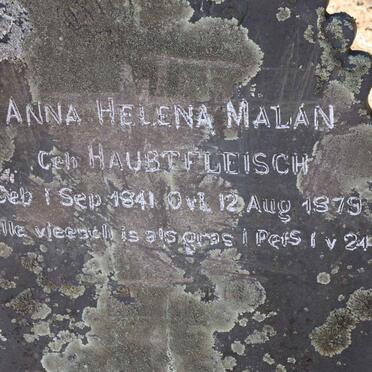 ANNA HELENA MALAN
Geb HAUBTFLEISCH
Geb 1 Sep 1841 Ovl 12 Aug 1879
lle vleesch is als gras 1 Pet S 1 v 24